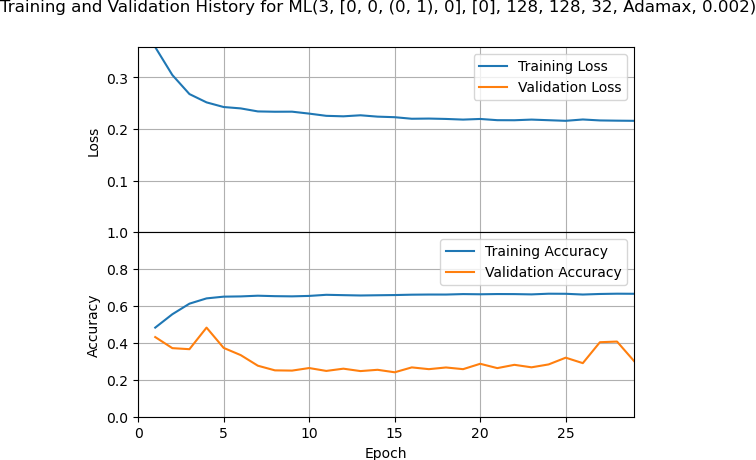 Training and Validation History for ML(3, [0, 0, (0, 1), 0], [0], 128, 128, 32, Adamax, 0.002)
Training Loss
Validation Loss
0.3
0.2
0.1
Loss
Training Accuracy
Validation Accuracy
1.0
0.8
0.6
0.4
0.2
0.0
Accuracy
0
5
10
15
20
25
Epoch